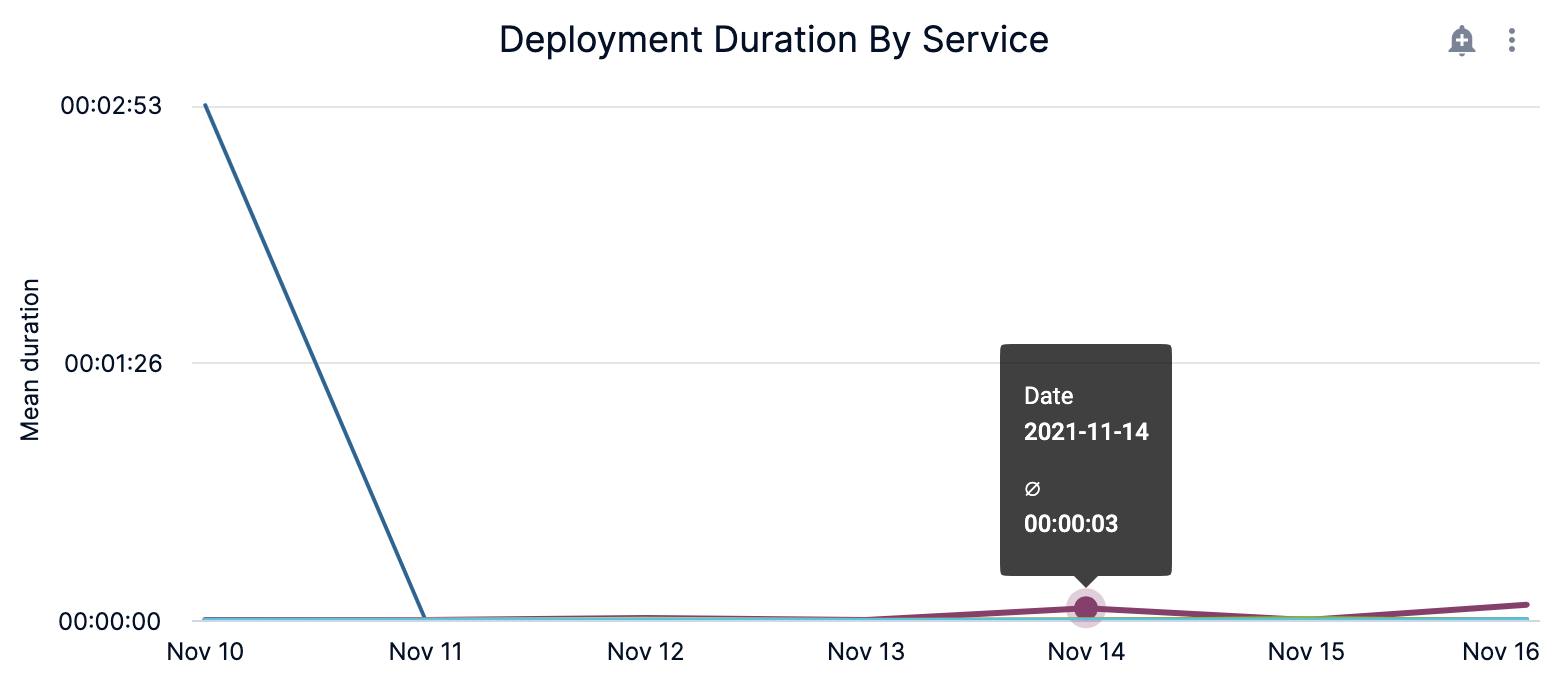 Deployment Duration By Service
00:02:53
00:01:26
00:00:00
Mean duration
Date
2021-11-14
∅
00:00:03
Nov 10
Nov 11
Nov 12
Nov 13
Nov 14
Nov 15
Nov 16